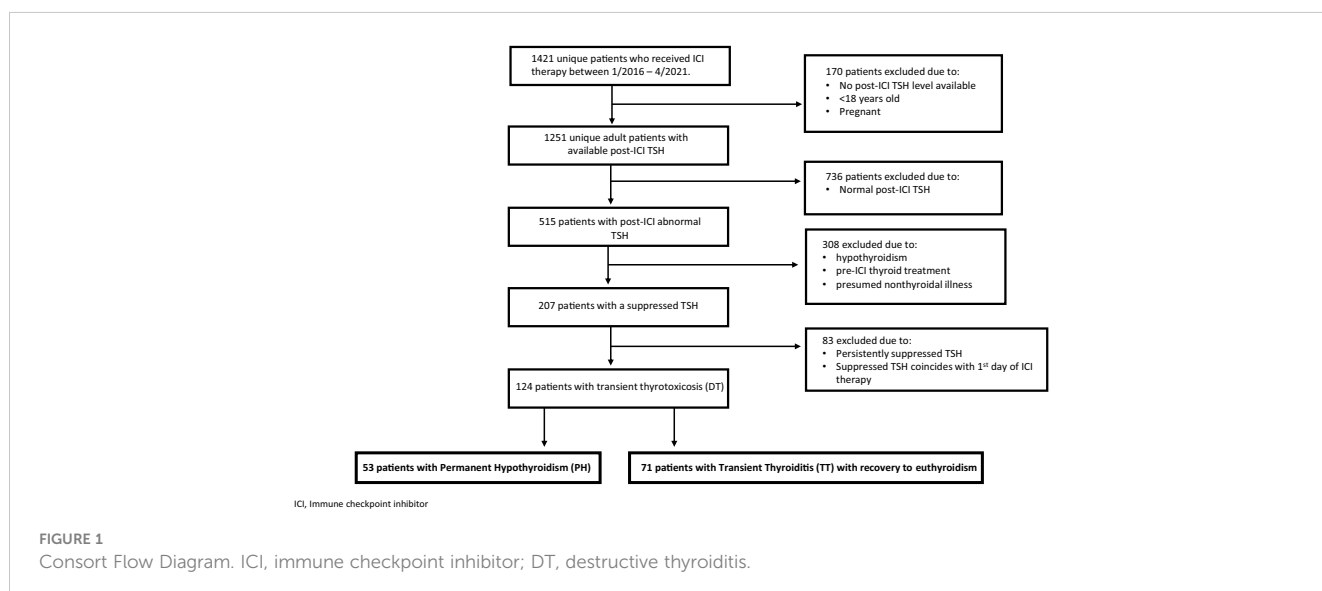 1421 unique patients who received ICI
therapy between 1/2016 – 4/2021.
170 patients excluded due to:
• No post-ICI TSH level available
• <18 years old
• Pregnant
1251 unique adult patients with
available post-ICI TSH
736 patients excluded due to:
• Normal post-ICI TSH
515 patients with post-ICI abnormal
TSH
308 excluded due to:
• hypothyroidism
• pre-ICI thyroid treatment
• presumed nonthyroidal illness
207 patients with a suppressed TSH
83 excluded due to:
• Persistently suppressed TSH
• Suppressed TSH coincides with 1st day of ICI
therapy
124 patients with transient thyrotoxicosis (DT)
53 patients with Permanent Hypothyroidism (PH)
71 patients with Transient Thyroiditis (TT) with recovery to euthyroidism
ICI, Immune checkpoint inhibitor
FIGURE 1
Consort Flow Diagram. ICI, immune checkpoint inhibitor; DT, destructive thyroiditis.